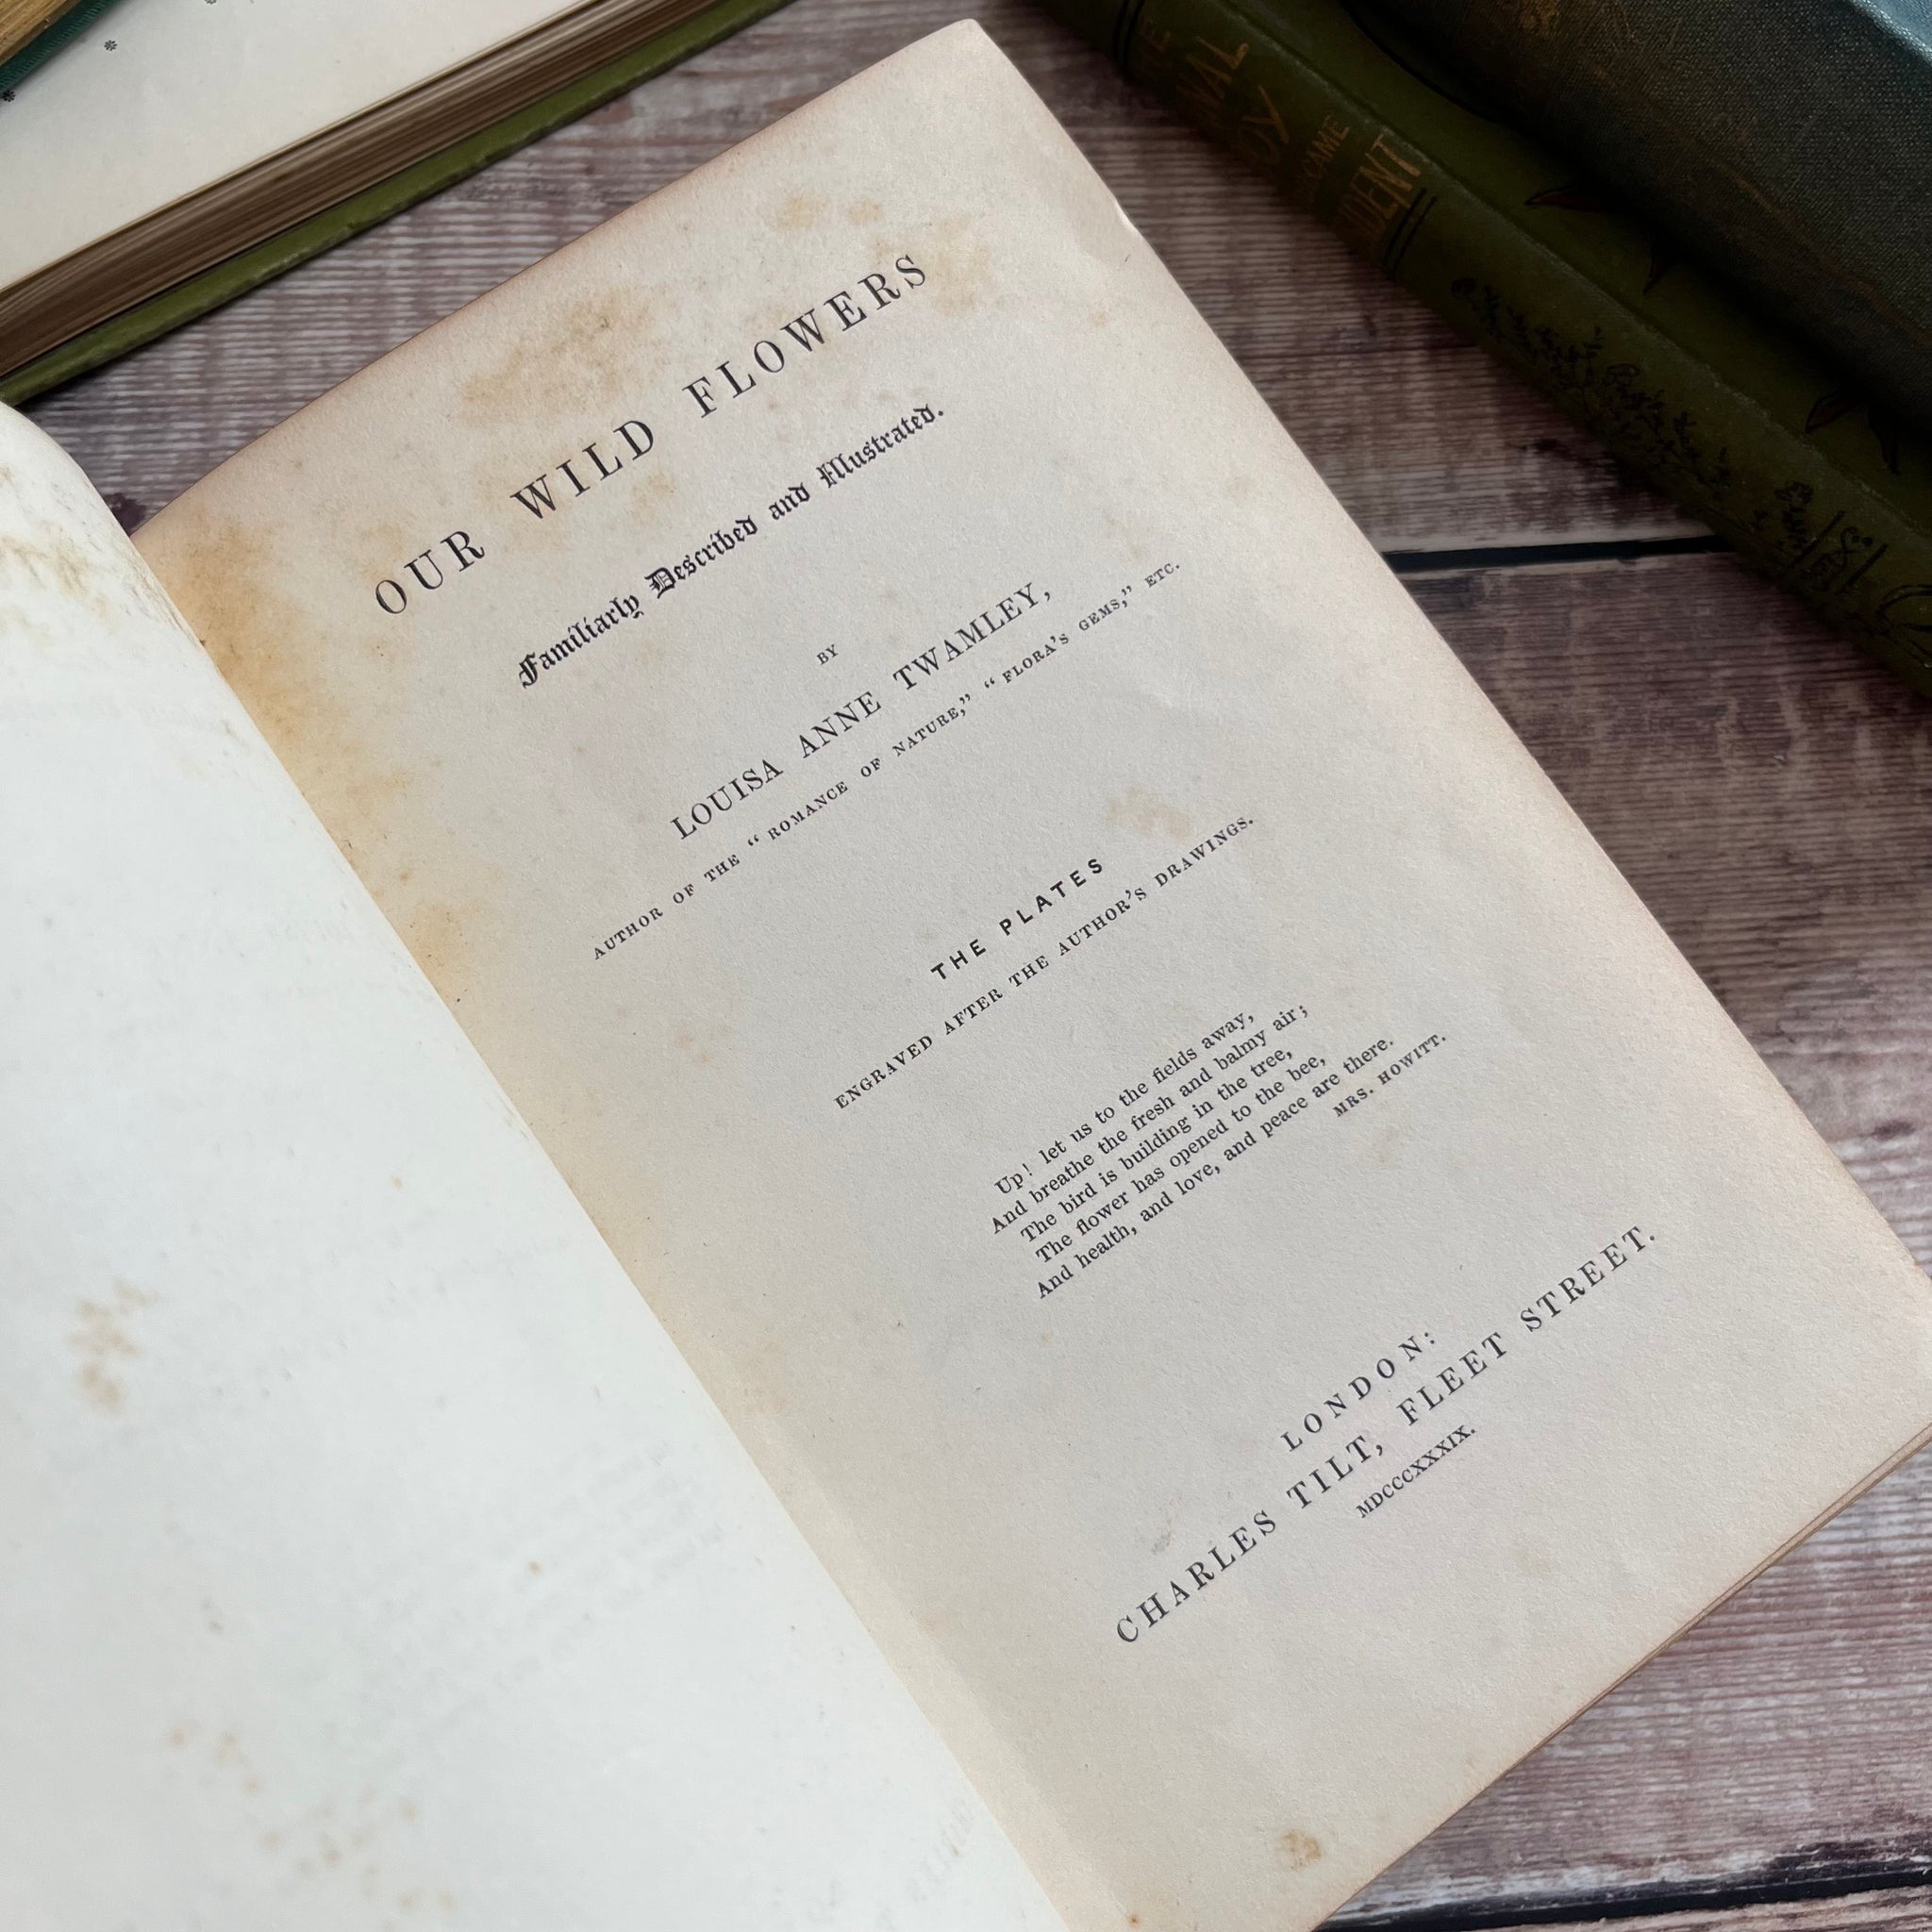 OUR WILD FLOWERS
Familiarly Described and Illustrated.
BY
LOUISA ANNE TWAMLEY,
AUTHOR OF THE “ROMANCE OF NATURE,” “FLORA’S GEMS,” ETC.
THE PLATES
ENGRAVED AFTER THE AUTHOR’S DRAWINGS.
Up! let us to the fields away,
And breathe the fresh and balmy air;
The bird is building in the tree,
The flower has opened to the bee,
And health, and love, and peace are there.
MRS. HOWITT.
LONDON:
CHARLES TILT, FLEET STREET.
MDCCCXXXIX.